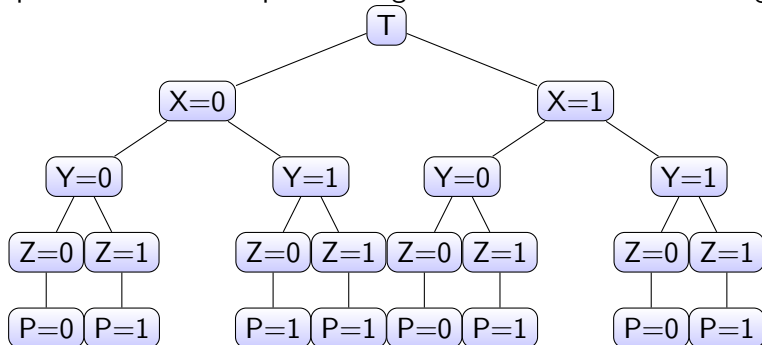 T
X=0 X=1
Y=0 Y=1 Y=0 Y=1
Z=0 Z=1 Z=0 Z=1 Z=0 Z=1 Z=0 Z=1
P=0 P=1 P=1 P=1 P=0 P=1 P=0 P=1